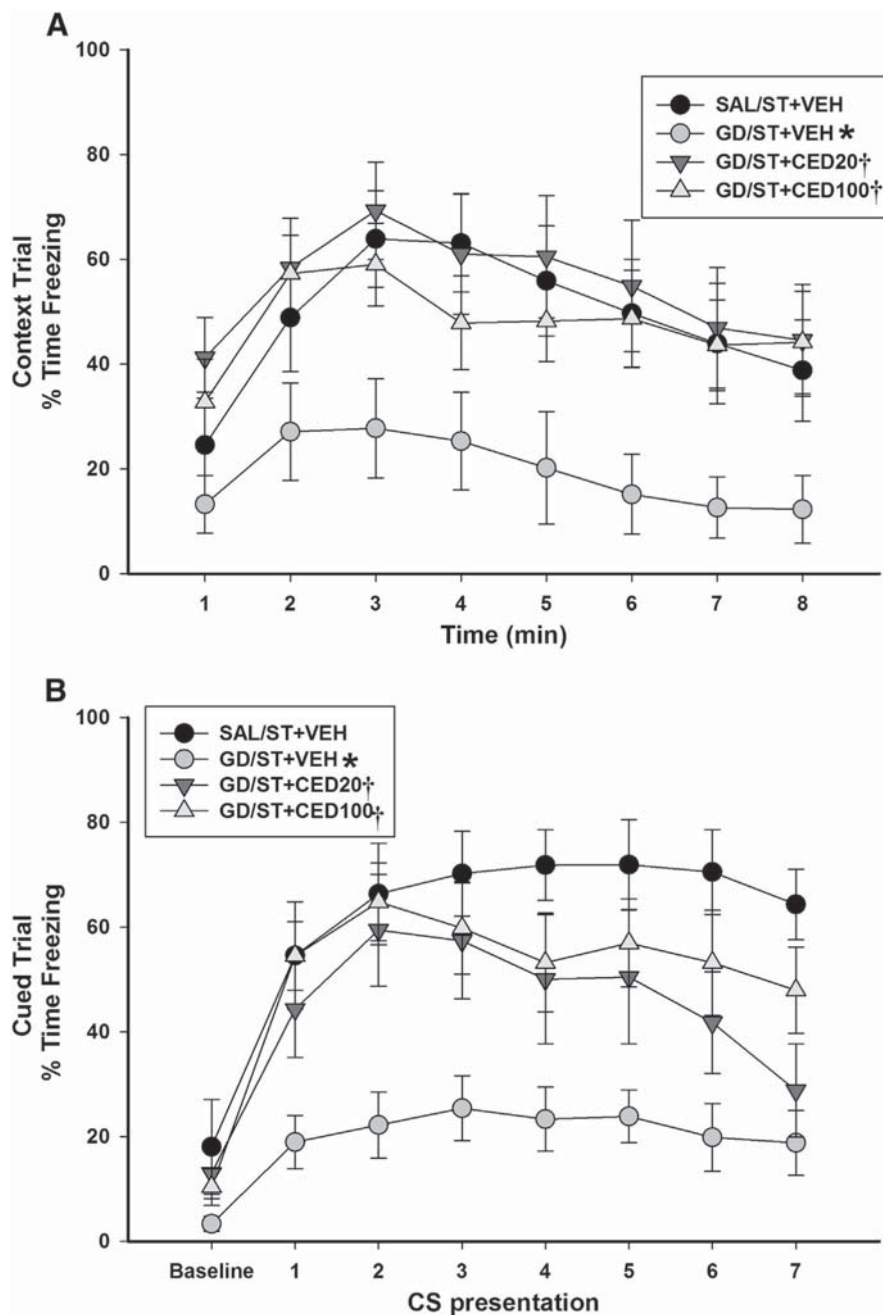 A
100
80
60
40
20
0
Context Trial
% Time Freezing
SAL/ST+VEH
GD/ST+VEH *
GD/ST+CED20†
GD/ST+CED100†
1 2 3 4 5 6 7 8
Time (min)
B
100
80
60
40
20
0
Cued Trial
% Time Freezing
SAL/ST+VEH
GD/ST+VEH *
GD/ST+CED20†
GD/ST+CED100†
Baseline 1 2 3 4 5 6 7
CS presentation